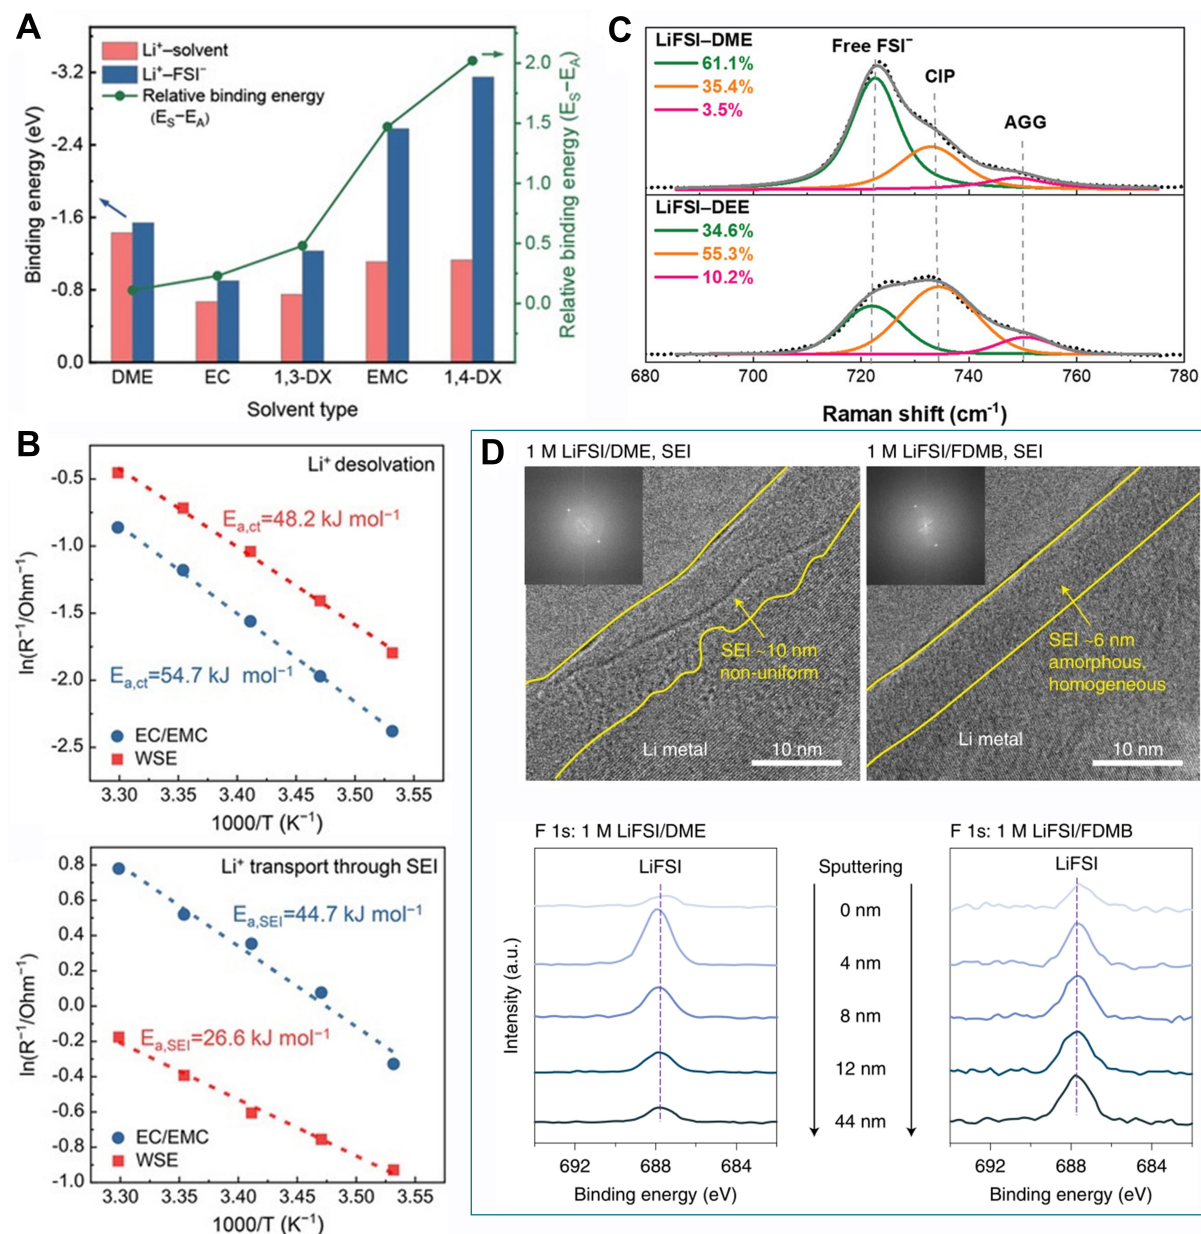 A
Li⁺–solvent
Li⁺–FSI⁻
Relative binding energy
(E_S–E_A)
Binding energy (eV)
-3.2
-2.4
-1.6
-0.8
0.0
2.0
1.5
1.0
0.5
0.0
Relative binding energy (E_S–E_A)
DME EC 1,3-DX EMC 1,4-DX
Solvent type
C
LiFSI–DME
61.1%
35.4%
3.5%
Free FSI⁻
CIP
AGG
LiFSI–DEE
34.6%
55.3%
10.2%
680 700 720 740 760 780
Raman shift (cm⁻¹)
B
Li⁺ desolvation
E_a,ct=48.2 kJ mol⁻¹
E_a,ct=54.7 kJ mol⁻¹
EC/EMC
WSE
ln(R⁻¹/Ohm⁻¹)
-0.5
-1.0
-1.5
-2.0
-2.5
3.30 3.35 3.40 3.45 3.50 3.55
1000/T (K⁻¹)
Li⁺ transport through SEI
E_a,SEI=44.7 kJ mol⁻¹
E_a,SEI=26.6 kJ mol⁻¹
EC/EMC
WSE
ln(R⁻¹/Ohm⁻¹)
0.8
0.6
0.4
0.2
0.0
-0.2
-0.4
-0.6
-0.8
-1.0
3.30 3.35 3.40 3.45 3.50 3.55
1000/T (K⁻¹)
D
1 M LiFSI/DME, SEI
SEI ~10 nm
non-uniform
Li metal
10 nm
1 M LiFSI/FDMB, SEI
SEI ~6 nm
amorphous,
homogeneous
Li metal
10 nm
F 1s: 1 M LiFSI/DME
LiFSI
Intensity (a.u.)
692 688 684
Binding energy (eV)
Sputtering
0 nm
4 nm
8 nm
12 nm
44 nm
F 1s: 1 M LiFSI/FDMB
LiFSI
692 688 684
Binding energy (eV)